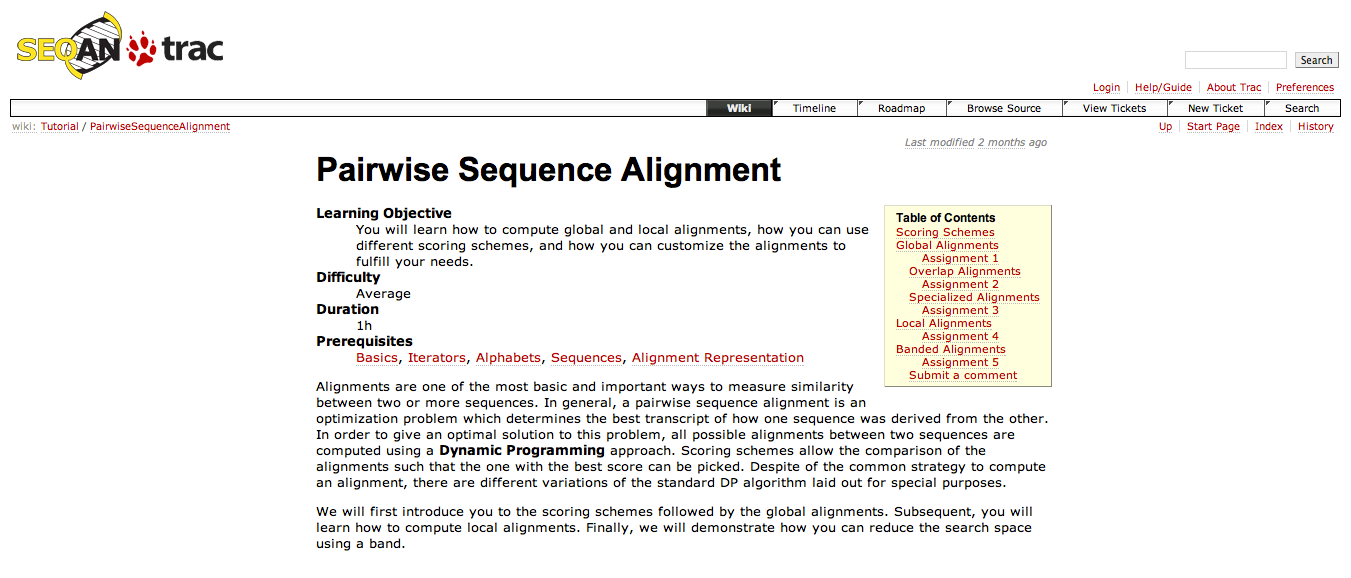 SEQAN trac
Search
Login Help/Guide About Trac Preferences
Wiki Timeline Roadmap Browse Source View Tickets New Ticket Search
wiki: Tutorial / PairwiseSequenceAlignment
Up Start Page Index History
Last modified 2 months ago
Pairwise Sequence Alignment
Learning Objective
You will learn how to compute global and local alignments, how you can use
different scoring schemes, and how you can customize the alignments to
fulfill your needs.
Difficulty
Average
Duration
1h
Prerequisites
Basics, Iterators, Alphabets, Sequences, Alignment Representation
Table of Contents
Scoring Schemes
Global Alignments
Assignment 1
Overlap Alignments
Assignment 2
Specialized Alignments
Assignment 3
Local Alignments
Assignment 4
Banded Alignments
Assignment 5
Submit a comment
Alignments are one of the most basic and important ways to measure similarity
between two or more sequences. In general, a pairwise sequence alignment is an
optimization problem which determines the best transcript of how one sequence was derived from the other.
In order to give an optimal solution to this problem, all possible alignments between two sequences are
computed using a Dynamic Programming approach. Scoring schemes allow the comparison of the
alignments such that the one with the best score can be picked. Despite of the common strategy to compute
an alignment, there are different variations of the standard DP algorithm laid out for special purposes.
We will first introduce you to the scoring schemes followed by the global alignments. Subsequent, you will
learn how to compute local alignments. Finally, we will demonstrate how you can reduce the search space
using a band.